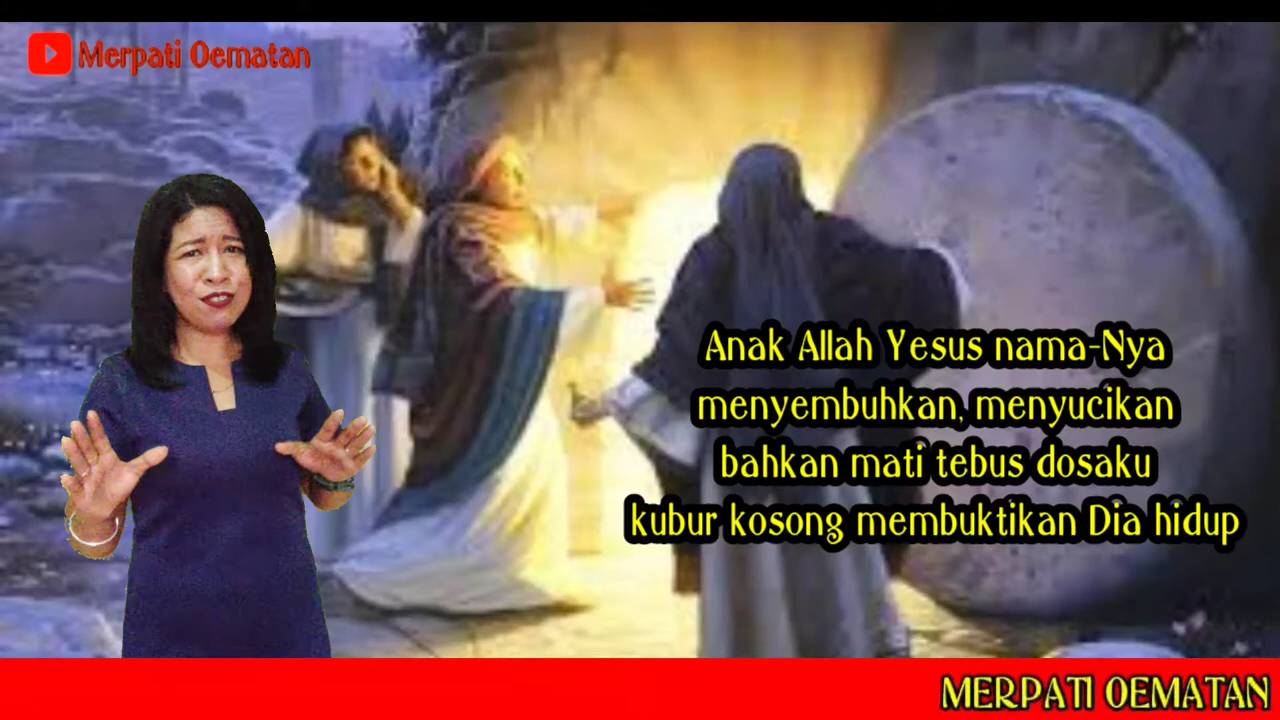 Merpati Oematan
Anak Allah Yesus nama-Nya
menyembuhkan, menyucikan
bahkan mati tebus dosaku
kubur kosong membuktikan Dia hidup
MERPATI OEMATAN